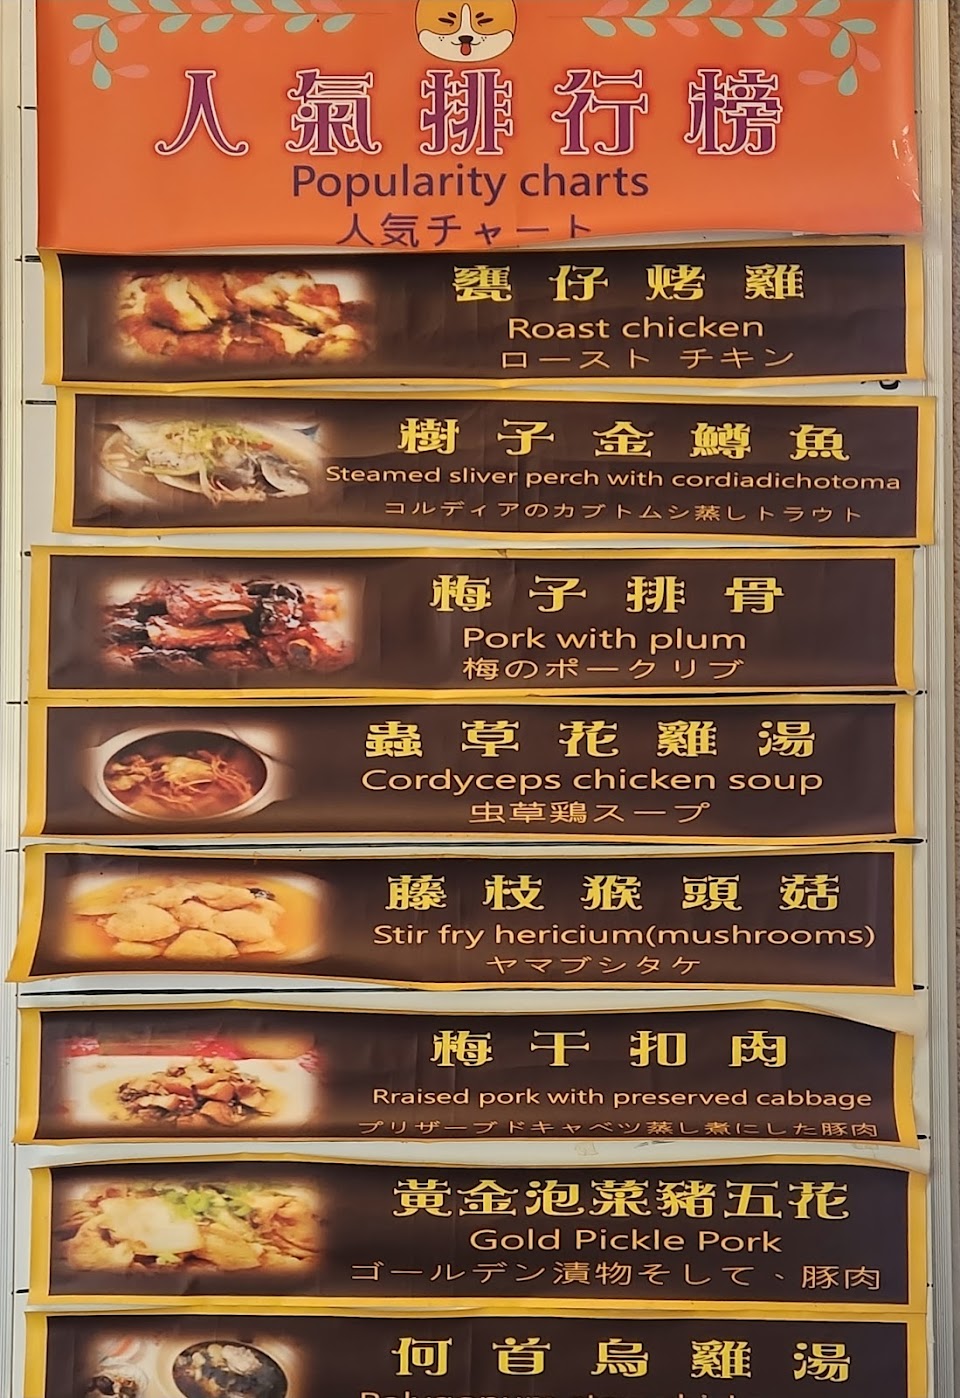 人氣排行榜
Popularity charts
人気チャート
甕仔烤雞
Roast chicken
ロースト チキン
樹子金鱒魚
Steamed sliver perch with cordiadichotoma
コルディアのカブトムシ蒸しトラウト
梅子排骨
Pork with plum
梅のポークリブ
蟲草花雞湯
Cordyceps chicken soup
虫草鶏スープ
藤枝猴頭菇
Stir fry hericium(mushrooms)
ヤマブシタケ
梅干扣肉
Rraised pork with preserved cabbage
プリザーブドキャベツ蒸し煮にした豚肉
黃金泡菜豬五花
Gold Pickle Pork
ゴールデン漬物そして、豚肉
何首烏雞湯